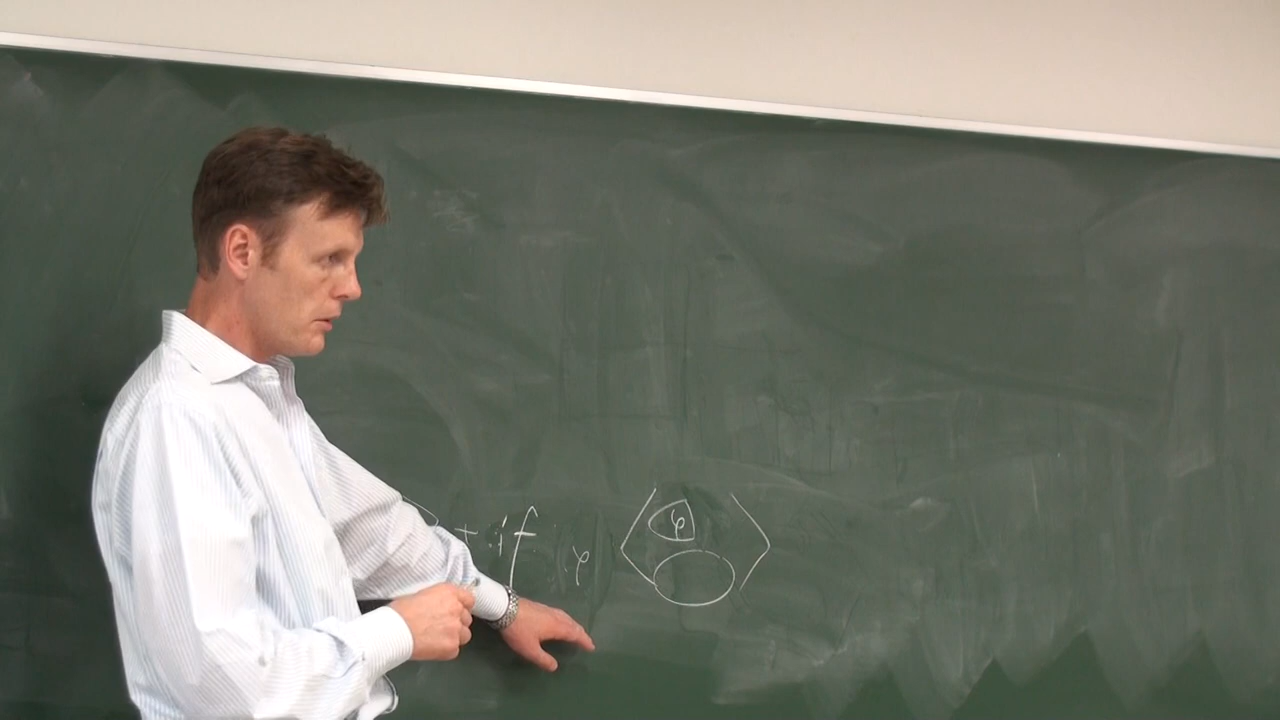 + if φ ⟨ φ ⟩